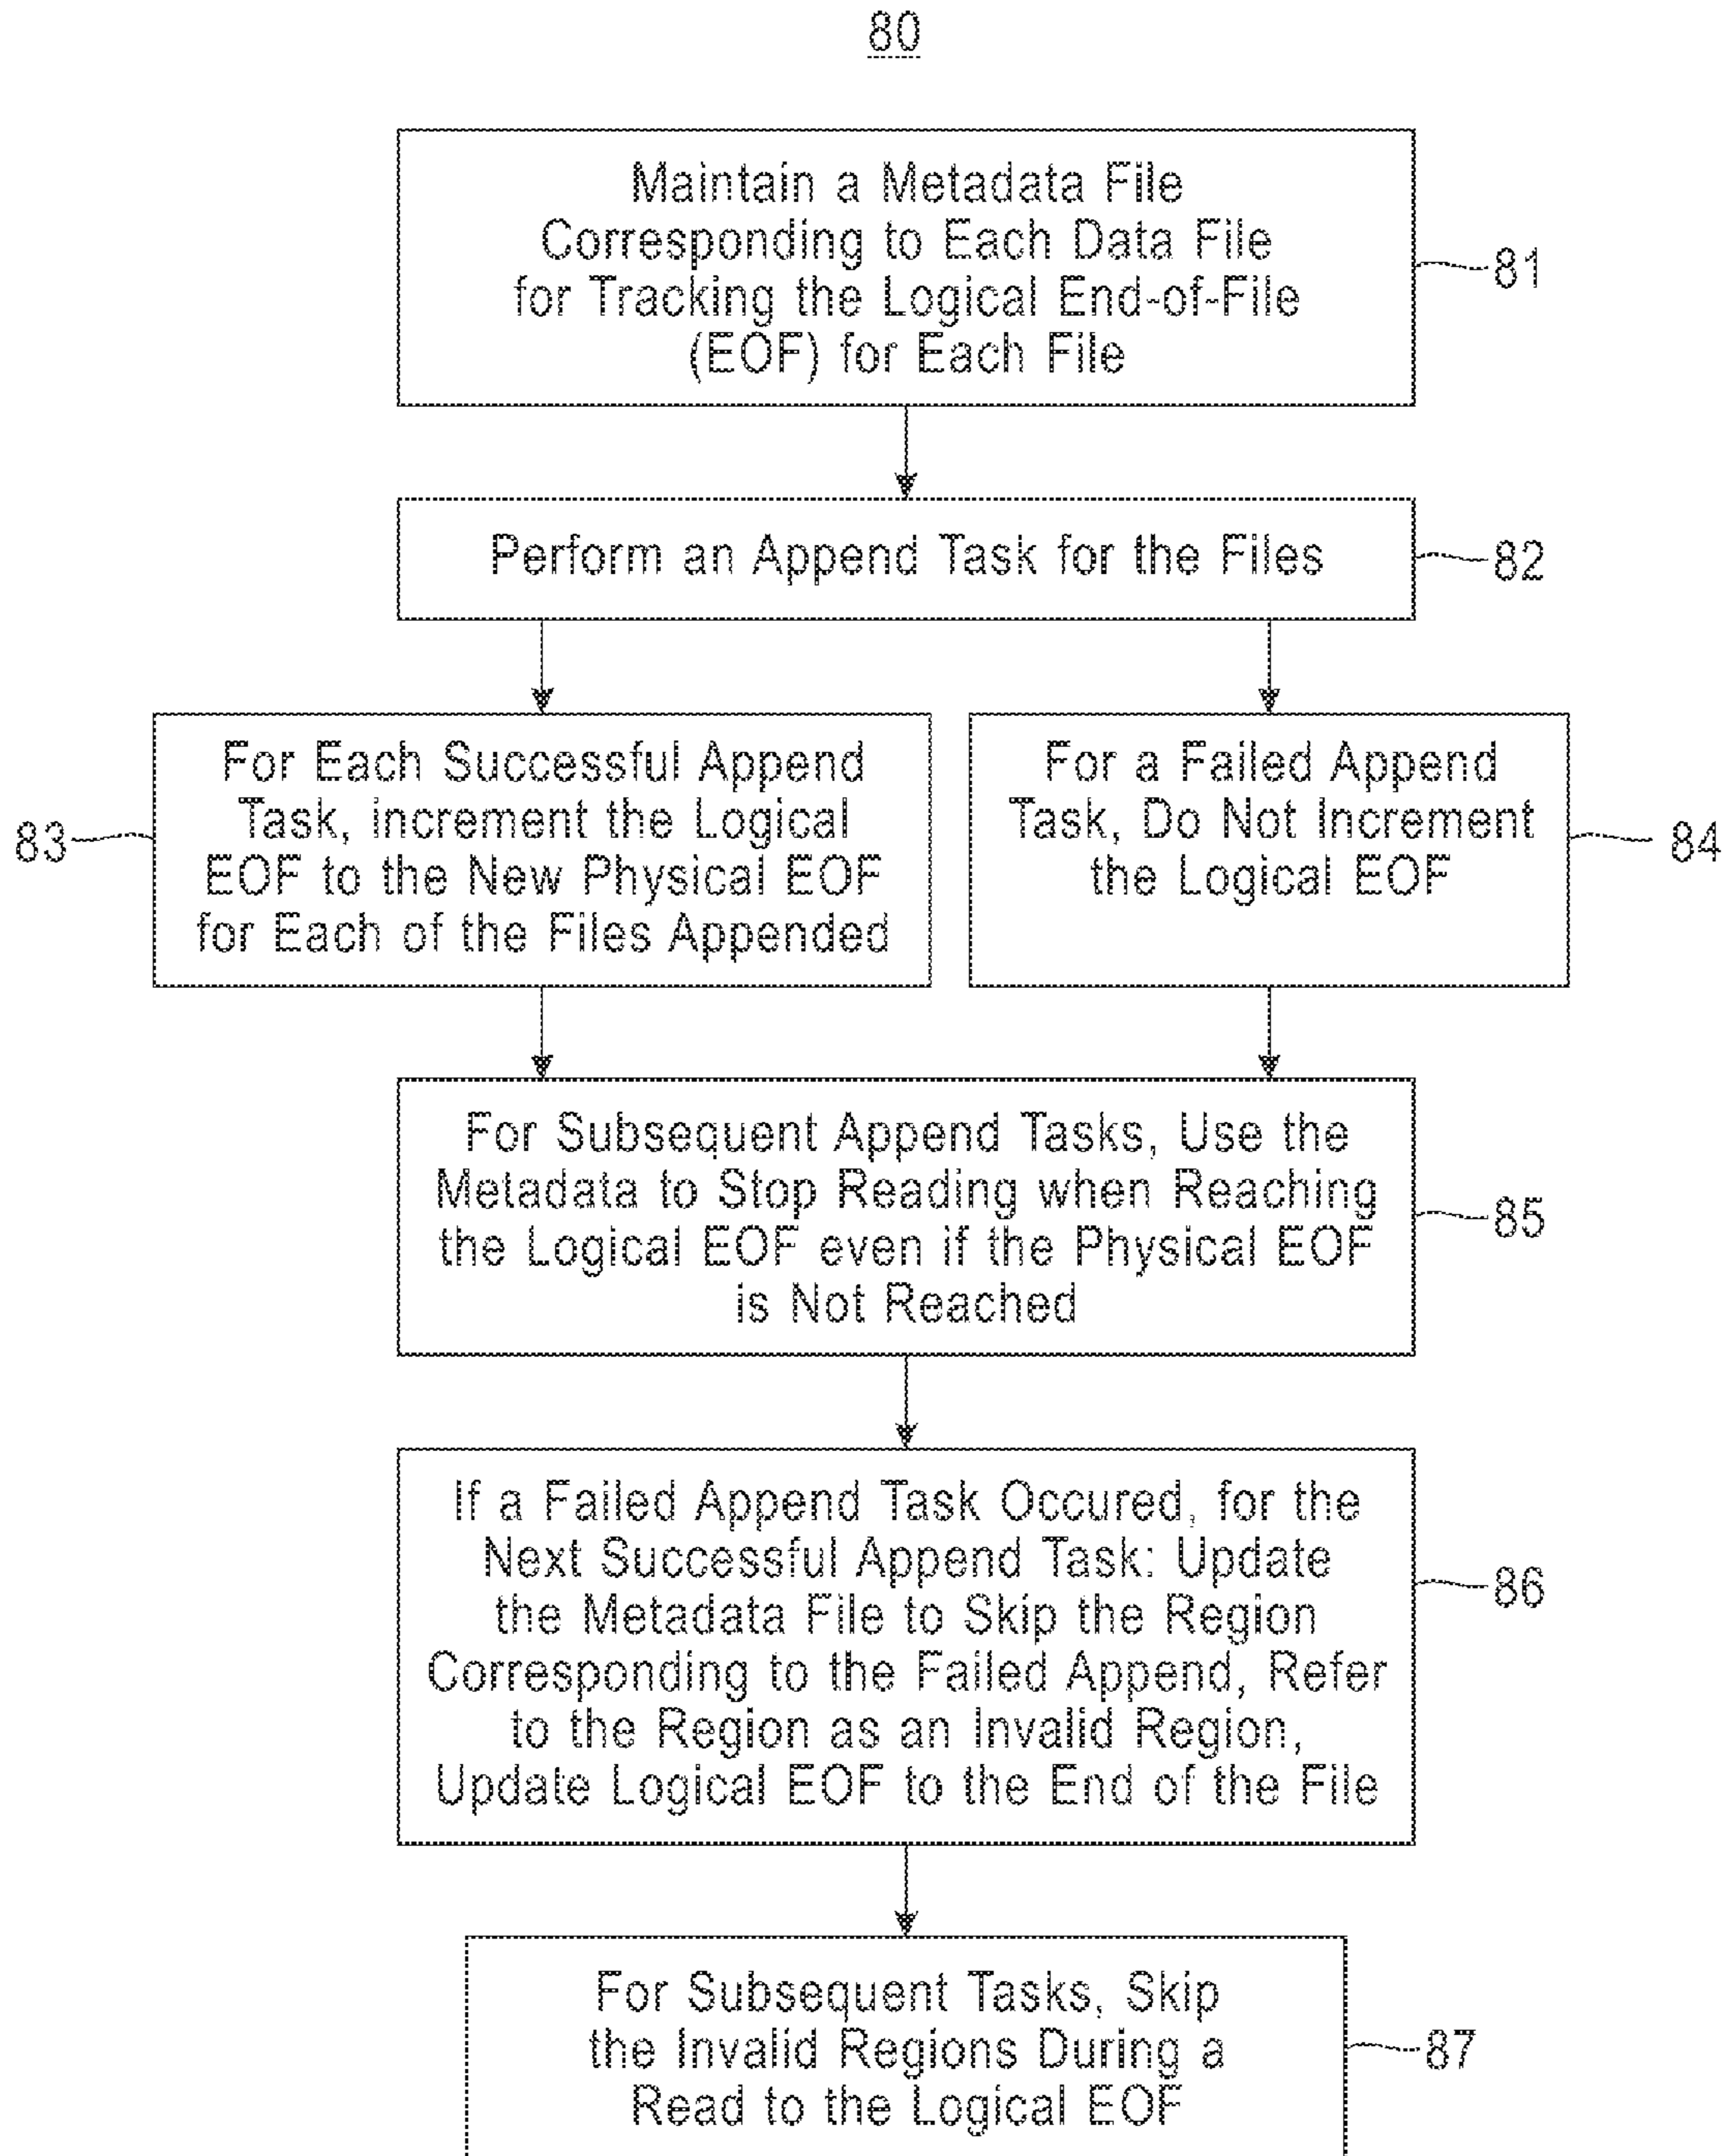 80
Maintain a Metadata File
Corresponding to Each Data File
for Tracking the Logical End-of-File
(EOF) for Each File
81
Perform an Append Task for the Files
82
For Each Successful Append
Task, increment the Logical
EOF to the New Physical EOF
for Each of the Files Appended
83
For a Failed Append
Task, Do Not Increment
the Logical EOF
84
For Subsequent Append Tasks, Use the
Metadata to Stop Reading when Reaching
the Logical EOF even if the Physical EOF
is Not Reached
85
If a Failed Append Task Occured, for the
Next Successful Append Task: Update
the Metadata File to Skip the Region
Corresponding to the Failed Append, Refer
to the Region as an Invalid Region,
Update Logical EOF to the End of the File
86
For Subsequent Tasks, Skip
the Invalid Regions During a
Read to the Logical EOF
87